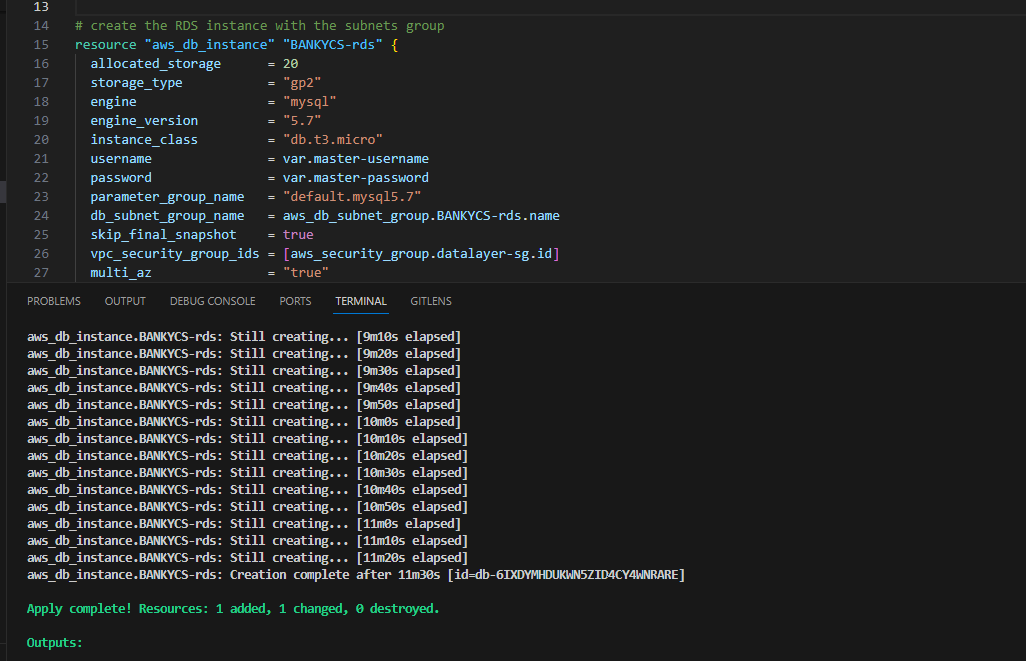 13
14 # create the RDS instance with the subnets group
15 resource "aws_db_instance" "BANKYCS-rds" {
16 allocated_storage = 20
17 storage_type = "gp2"
18 engine = "mysql"
19 engine_version = "5.7"
20 instance_class = "db.t3.micro"
21 username = var.master-username
22 password = var.master-password
23 parameter_group_name = "default.mysql5.7"
24 db_subnet_group_name = aws_db_subnet_group.BANKYCS-rds.name
25 skip_final_snapshot = true
26 vpc_security_group_ids = [aws_security_group.datalayer-sg.id]
27 multi_az = "true"
PROBLEMS OUTPUT DEBUG CONSOLE PORTS TERMINAL GITLENS
aws_db_instance.BANKYCS-rds: Still creating... [9m10s elapsed]
aws_db_instance.BANKYCS-rds: Still creating... [9m20s elapsed]
aws_db_instance.BANKYCS-rds: Still creating... [9m30s elapsed]
aws_db_instance.BANKYCS-rds: Still creating... [9m40s elapsed]
aws_db_instance.BANKYCS-rds: Still creating... [9m50s elapsed]
aws_db_instance.BANKYCS-rds: Still creating... [10m0s elapsed]
aws_db_instance.BANKYCS-rds: Still creating... [10m10s elapsed]
aws_db_instance.BANKYCS-rds: Still creating... [10m20s elapsed]
aws_db_instance.BANKYCS-rds: Still creating... [10m30s elapsed]
aws_db_instance.BANKYCS-rds: Still creating... [10m40s elapsed]
aws_db_instance.BANKYCS-rds: Still creating... [10m50s elapsed]
aws_db_instance.BANKYCS-rds: Still creating... [11m0s elapsed]
aws_db_instance.BANKYCS-rds: Still creating... [11m10s elapsed]
aws_db_instance.BANKYCS-rds: Still creating... [11m20s elapsed]
aws_db_instance.BANKYCS-rds: Creation complete after 11m30s [id=db-6IXDYMHDUKWN5ZID4CY4WNRARE]
Apply complete! Resources: 1 added, 1 changed, 0 destroyed.
Outputs: